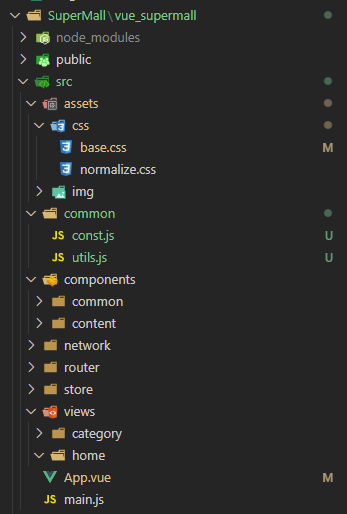 SuperMall\vue_supermall
node_modules
public
src
assets
css
base.css M
normalize.css
img
common
JS const.js U
JS utils.js U
components
common
content
network
router
store
views
category
home
App.vue M
JS main.js